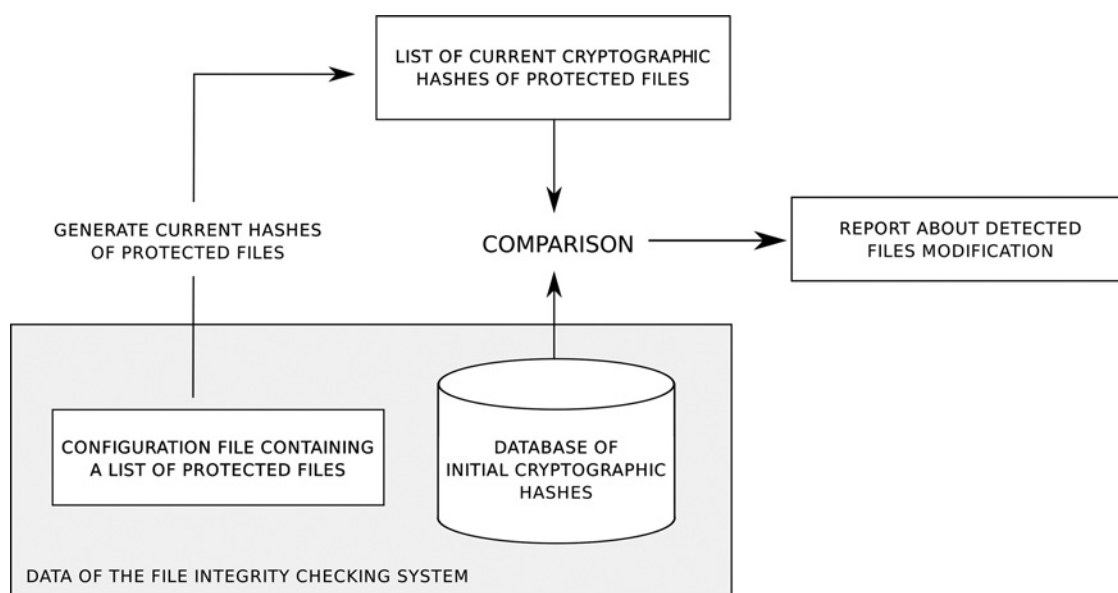 LIST OF CURRENT CRYPTOGRAPHIC
HASHES OF PROTECTED FILES
GENERATE CURRENT HASHES
OF PROTECTED FILES
COMPARISON
REPORT ABOUT DETECTED
FILES MODIFICATION
CONFIGURATION FILE CONTAINING
A LIST OF PROTECTED FILES
DATABASE OF
INITIAL CRYPTOGRAPHIC
HASHES
DATA OF THE FILE INTEGRITY CHECKING SYSTEM